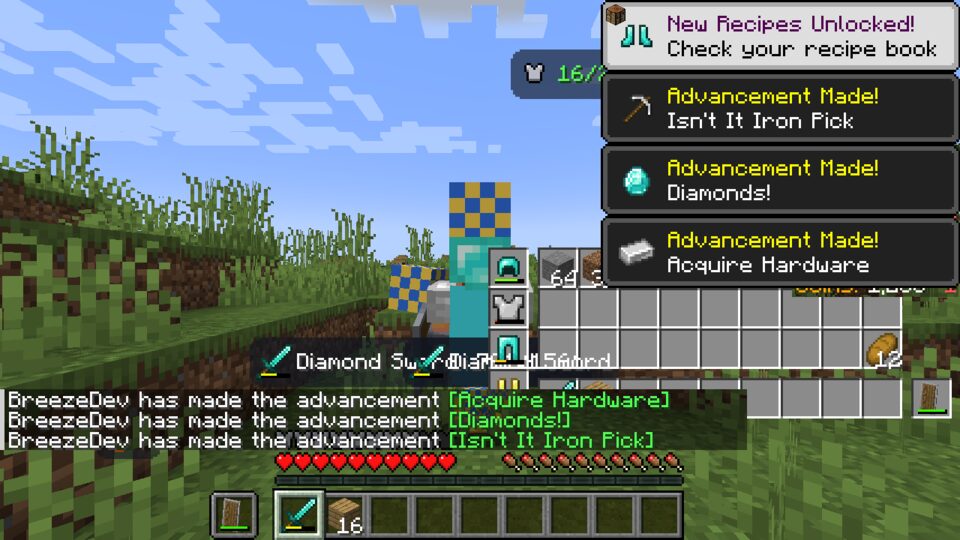 New Recipes Unlocked!
Check your recipe book
16/
Advancement Made!
Isn't It Iron Pick
Advancement Made!
Diamonds!
Advancement Made!
Acquire Hardware
64
12
Diamond
BreezeDev has made the advancement [Acquire Hardware]
BreezeDev has made the advancement [Diamonds!]
BreezeDev has made the advancement [Isn't It Iron Pick]
16